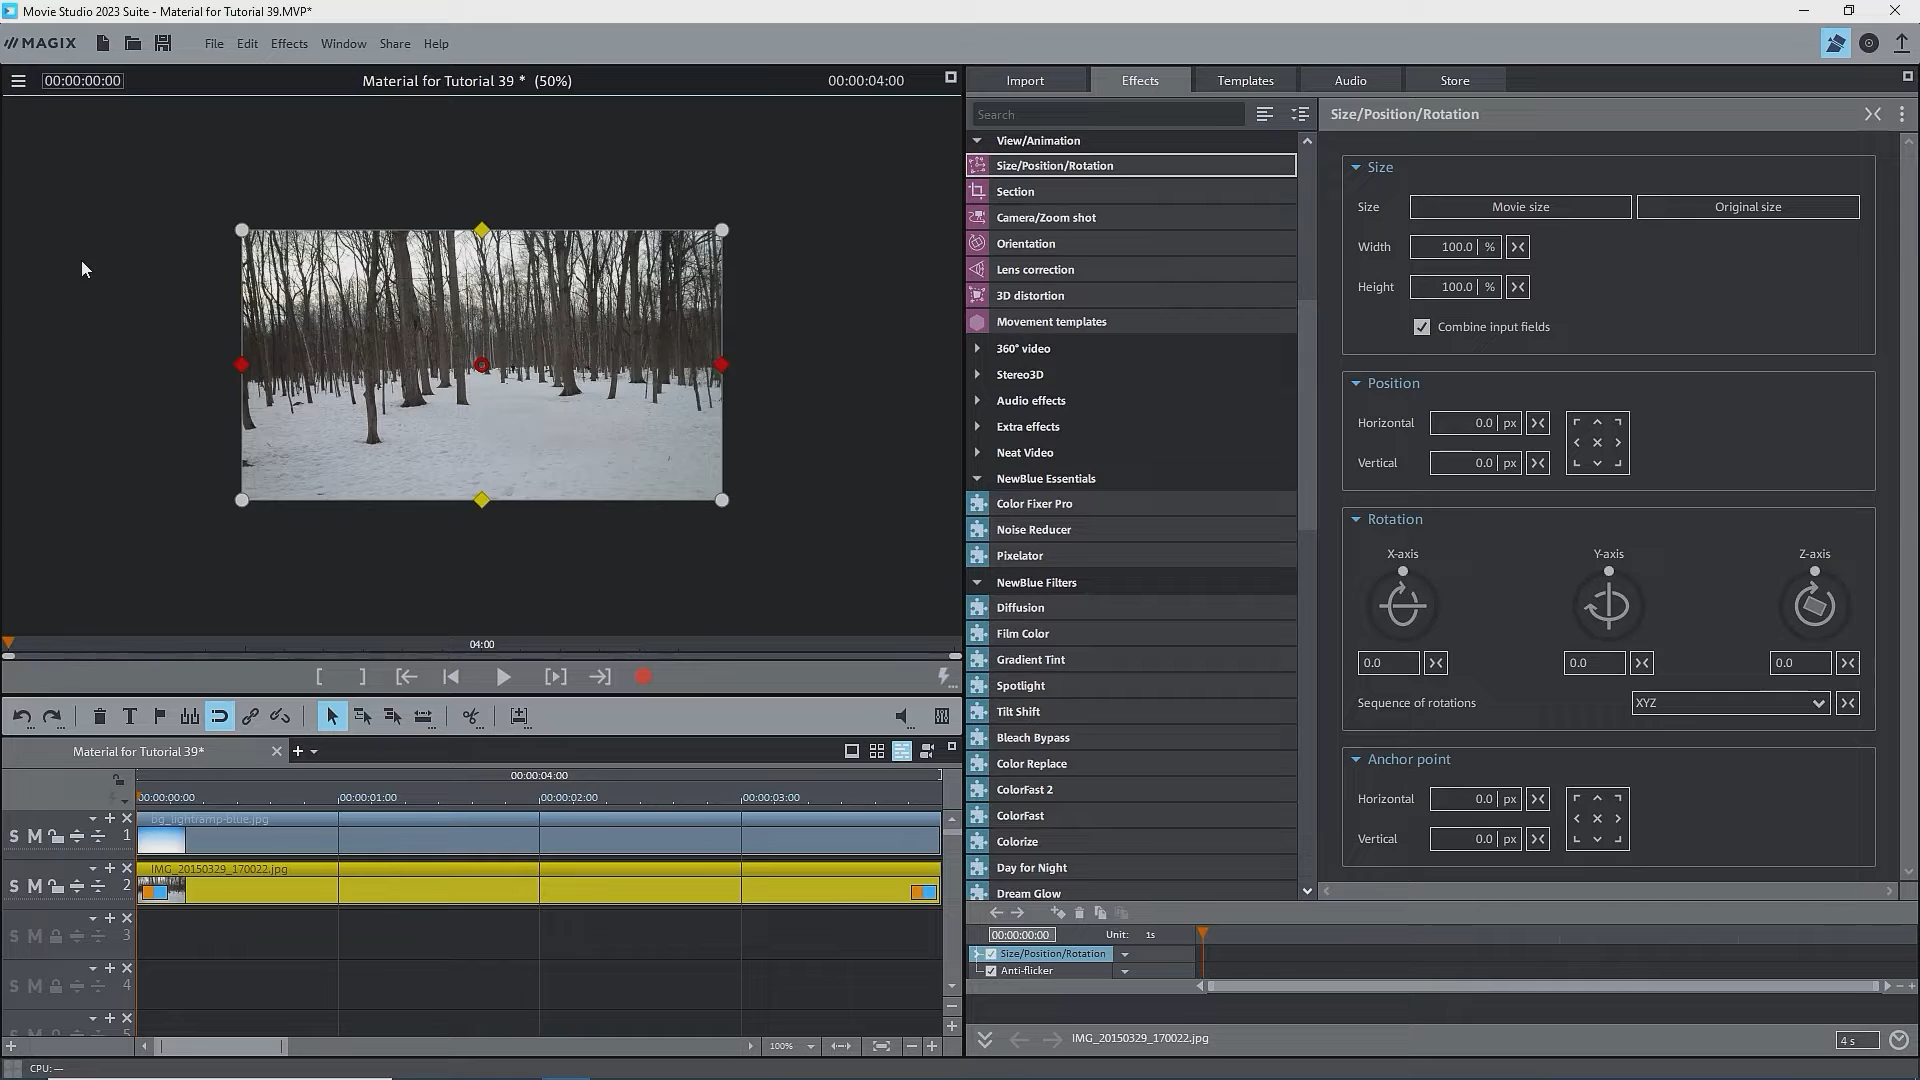 Movie Studio 2023 Suite - Material for Tutorial 39.MVP*
MAGIX
File Edit Effects Window Share Help
00:00:00:00
Material for Tutorial 39 * (50%)
00:00:04:00
Import
Effects
Templates
Audio
Store
Search
View/Animation
Size/Position/Rotation
Section
Camera/Zoom shot
Orientation
Lens correction
3D distortion
Movement templates
360° video
Stereo3D
Audio effects
Extra effects
Neat Video
NewBlue Essentials
Color Fixer Pro
Noise Reducer
Pixelator
NewBlue Filters
Diffusion
Film Color
Gradient Tint
Spotlight
Tilt Shift
Bleach Bypass
Color Replace
ColorFast 2
ColorFast
Colorize
Day for Night
Dream Glow
Size/Position/Rotation
Size
Size Movie size Original size
Width 100.0 %
Height 100.0 %
Combine input fields
Position
Horizontal 0.0 px
Vertical 0.0 px
Rotation
X-axis Y-axis Z-axis
0.0 0.0 0.0
Sequence of rotations XYZ
Anchor point
Horizontal 0.0 px
Vertical 0.0 px
04:00
Material for Tutorial 39*
00:00:04:00
00:00:00:00 00:00:01:00 00:00:02:00 00:00:03:00
bg_lightramp-blue.jpg
S M 1
IMG_20150329_170022.jpg
S M 2
S M 3
S M 4
S M 5
100%
00:00:00:00 Unit: 1s
Size/Position/Rotation
Anti-flicker
IMG_20150329_170022.jpg
4 s
CPU: —